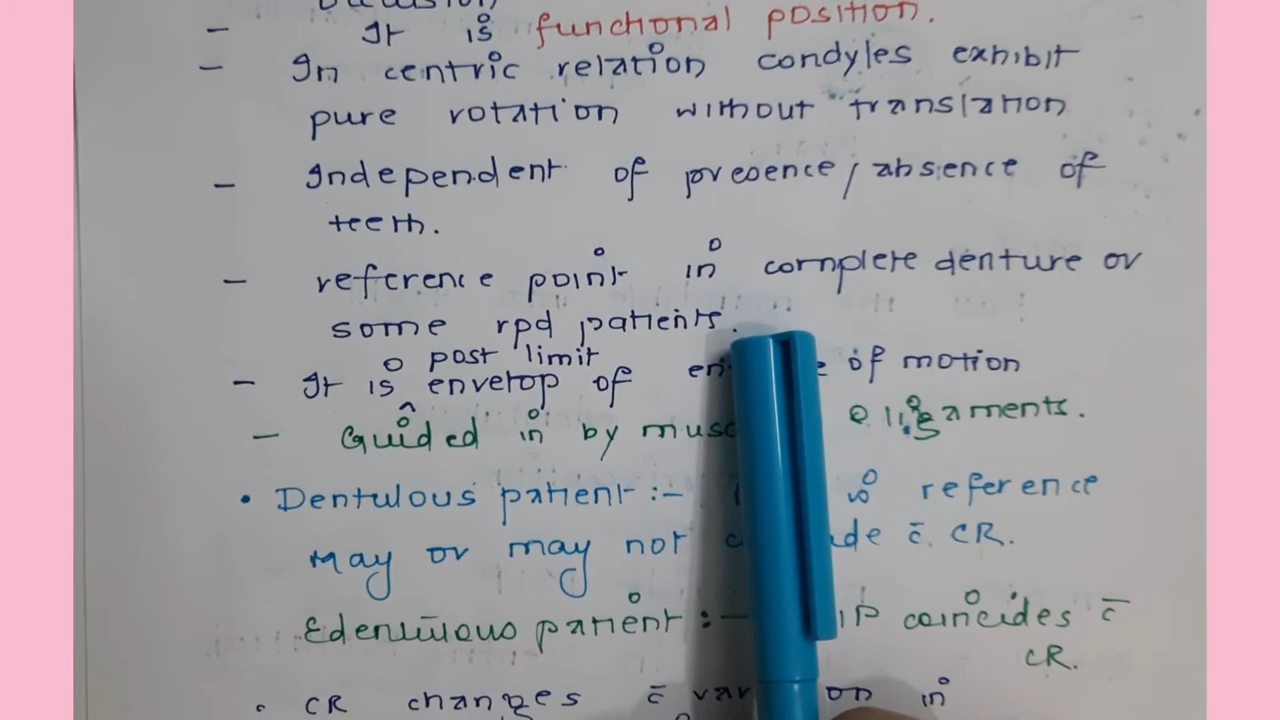 - It is functional position.
- In centric relation condyles exhibit
pure rotation without translation
- Independent of presence / absence of
teeth.
- reference point in complete denture or
some rpd patients.
post limit
- It is ^ envelop of of motion
- Guided in by ligaments.
• Dentulous patient :- is reference
May or may not c̄. CR.
Edentulous patient :- coincides c̄
CR.
• CR changes c̄ in